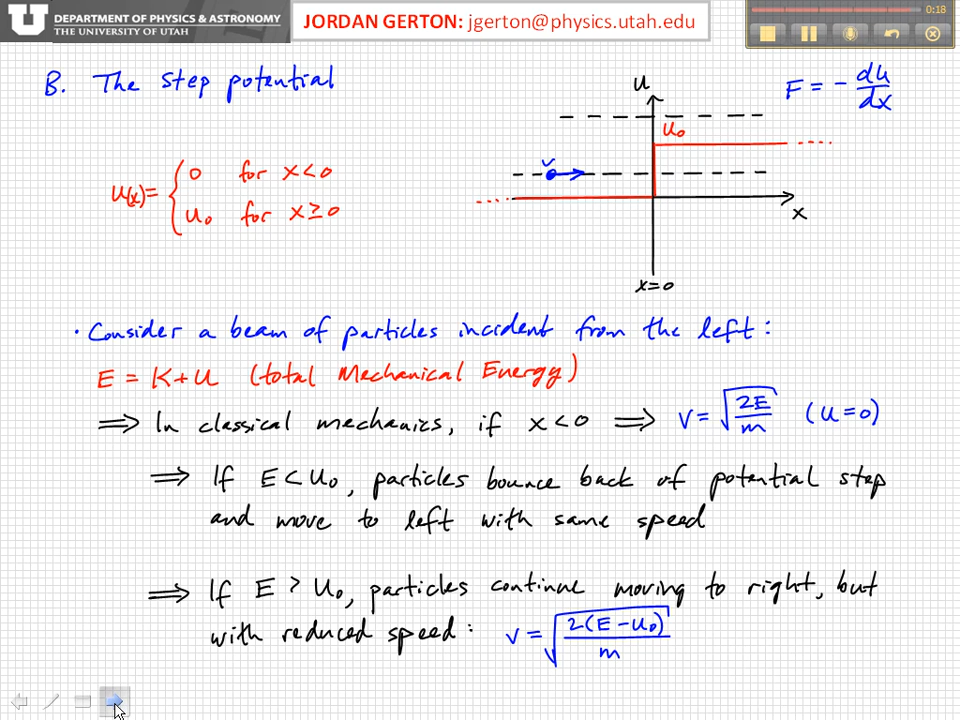 DEPARTMENT OF PHYSICS & ASTRONOMY
THE UNIVERSITY OF UTAH
JORDAN GERTON: jgerton@physics.utah.edu
0:18
B. The step potential
U
F = - du/dx
U₀
U(x) = { 0 for x < 0
U₀ for x ≥ 0
v
x
x = 0
· Consider a beam of particles incident from the left :
E = K + U (total Mechanical Energy)
⇒ In classical mechanics, if x < 0 ⇒ v = √(2E/m) (U = 0)
⇒ If E < U₀, particles bounce back of potential step
and move to left with same speed
⇒ If E > U₀, particles continue moving to right, but
with reduced speed : v = √(2(E - U₀)/m)